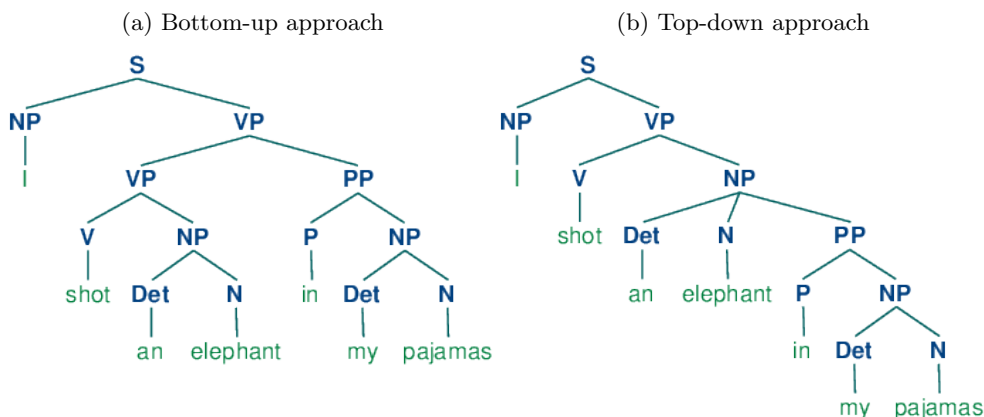 (a) Bottom-up approach (b) Top-down approach
S S
NP VP NP VP
I VP PP I V NP
V NP P NP shot Det N PP
shot Det N in Det N an elephant P NP
an elephant my pajamas in Det N
my pajamas